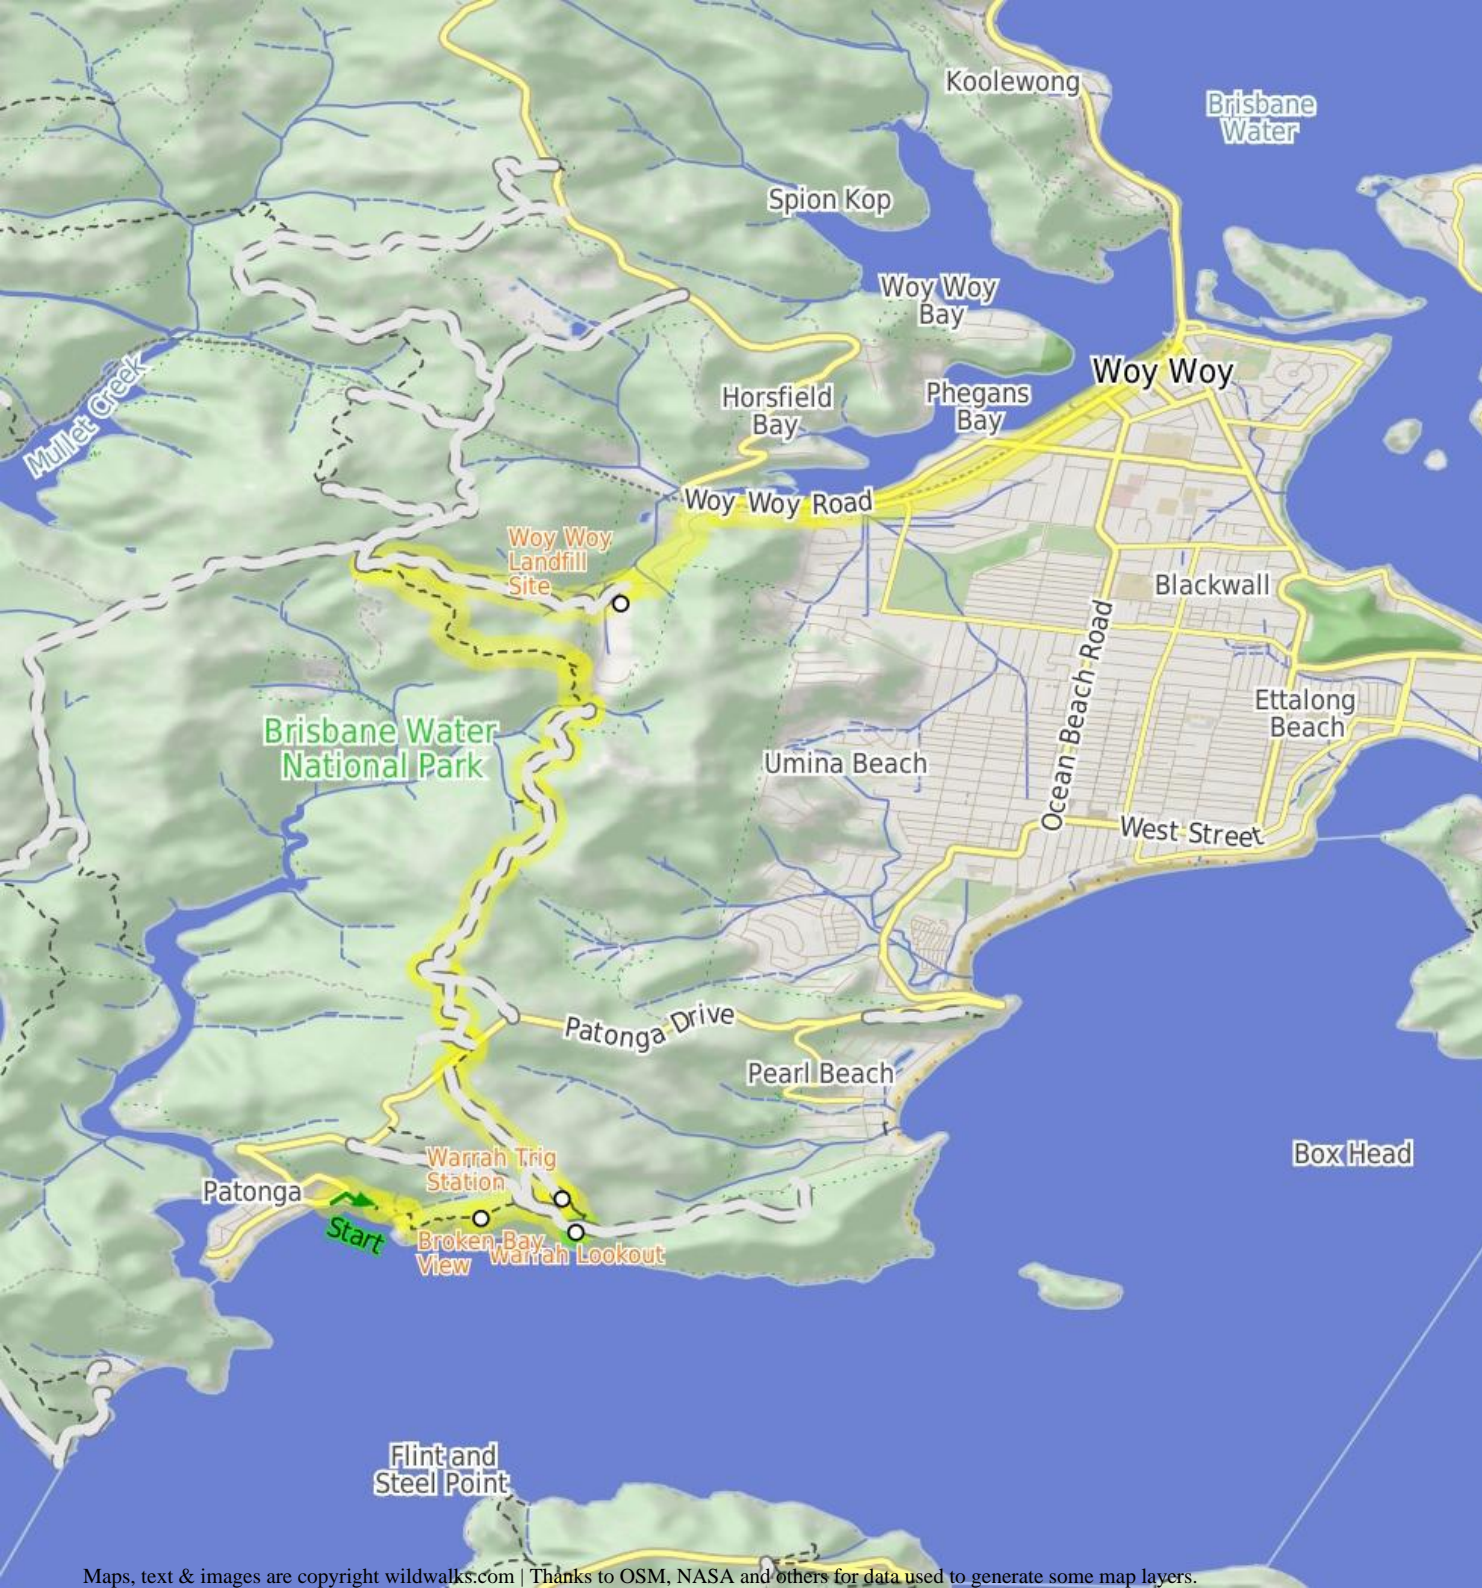 Koolewong
Brisbane
Water
Spion Kop
Woy Woy
Bay
Woy Woy
Mullet Creek
Horsfield
Bay
Phegans
Bay
Woy Woy Road
Woy Woy
Landfill
Site
Blackwall
Ocean Beach Road
Ettalong
Beach
Brisbane Water
National Park
Umina Beach
West Street
Patonga Drive
Pearl Beach
Box Head
Warrah Trig
Station
Patonga
Start
Broken Bay
View
Warrah Lookout
Flint and
Steel Point
Maps, text & images are copyright wildwalks.com | Thanks to OSM, NASA and others for data used to generate some map layers.